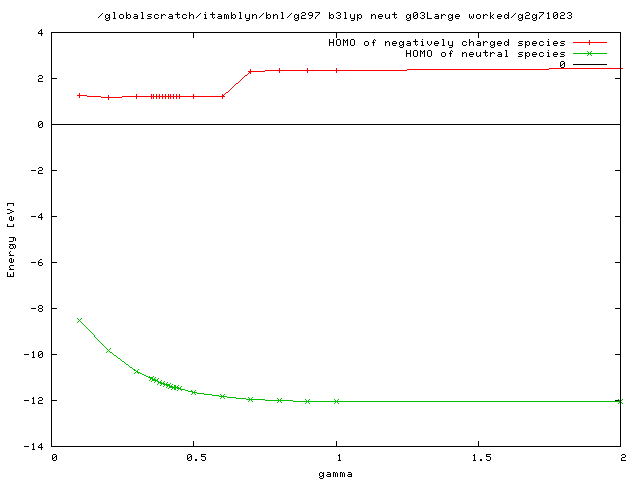 /globalscratch/itamblyn/bnl/g297 b3lyp neut g03Large worked/g2g71023
HOMO of negatively charged species
HOMO of neutral species
0
4
2
0
-2
-4
-6
-8
-10
-12
-14
Energy [eV]
0 0.5 1 1.5 2
gamma